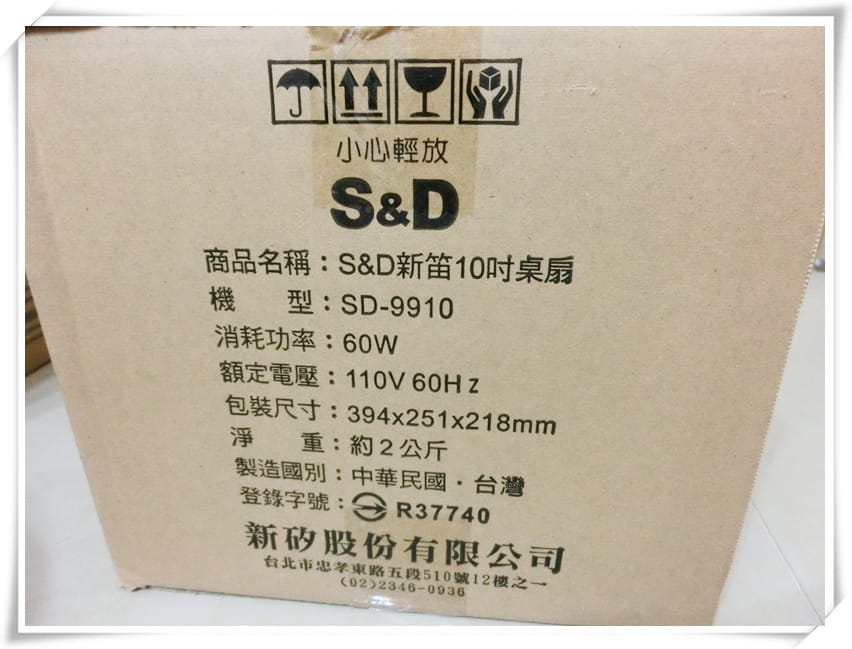 小心輕放
S&D
商品名稱：S&D新笛10吋桌扇
機 型：SD-9910
消耗功率：60W
額定電壓：110V 60Hz
包裝尺寸：394x251x218mm
淨 重：約2公斤
製造國別：中華民國・台灣
登錄字號： R37740
新矽股份有限公司
台北市忠孝東路五段510號12樓之一
(02)2346-0936